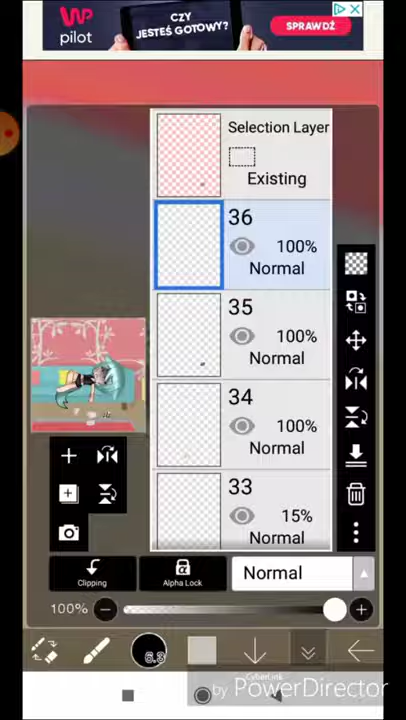 pilot
CZY
JESTEŚ GOTOWY?
SPRAWDŹ
Selection Layer
Existing
36
100%
Normal
35
100%
Normal
34
100%
Normal
33
15%
Normal
Clipping
Alpha Lock
Normal
100%
6.3
CyberLink
by PowerDirector